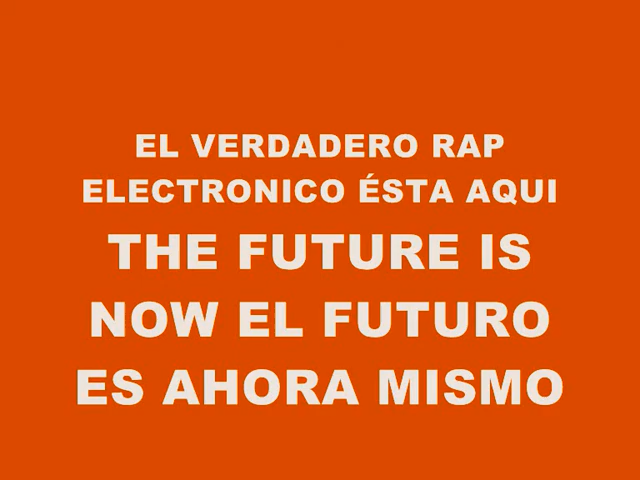 EL VERDADERO RAP
ELECTRONICO ÉSTA AQUI
THE FUTURE IS
NOW EL FUTURO
ES AHORA MISMO